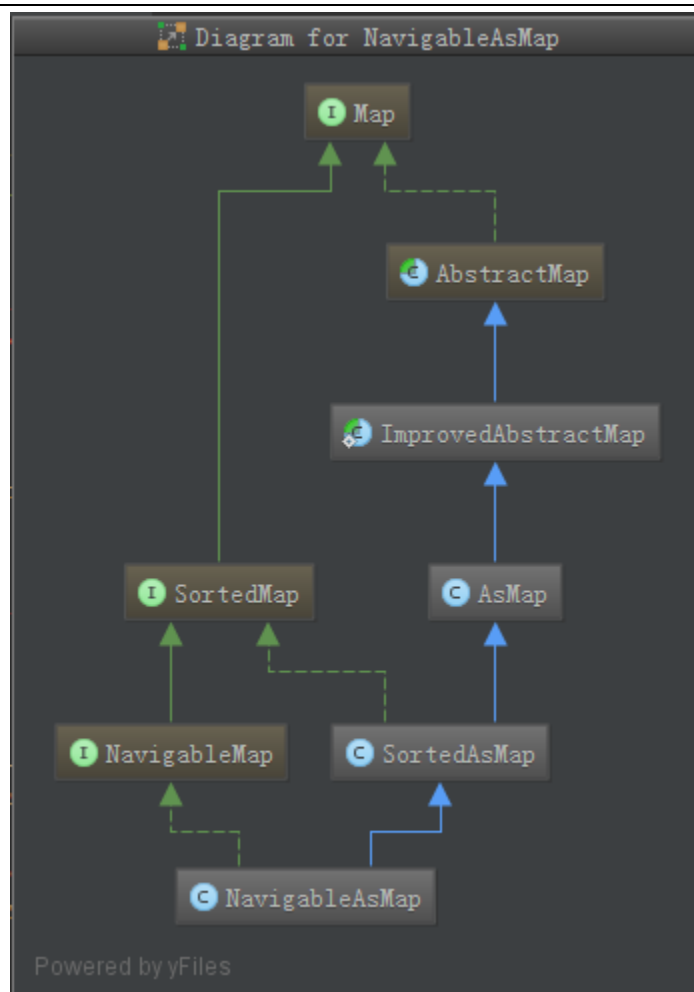 Diagram for NavigableAsMap
I Map
C AbstractMap
C ImprovedAbstractMap
I SortedMap
C AsMap
I NavigableMap
C SortedAsMap
C NavigableAsMap
Powered by yFiles